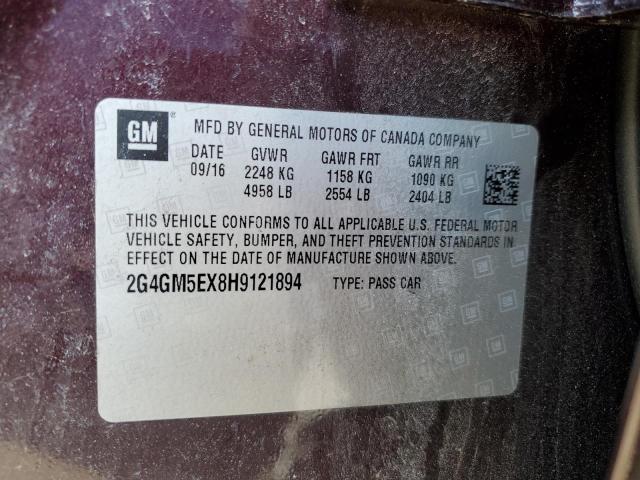 GM
MFD BY GENERAL MOTORS OF CANADA COMPANY
DATE GVWR GAWR FRT GAWR RR
09/16 2248 KG 1158 KG 1090 KG
4958 LB 2554 LB 2404 LB
THIS VEHICLE CONFORMS TO ALL APPLICABLE U.S. FEDERAL MOTOR
VEHICLE SAFETY, BUMPER, AND THEFT PREVENTION STANDARDS IN
EFFECT ON THE DATE OF MANUFACTURE SHOWN ABOVE.
2G4GM5EX8H9121894 TYPE: PASS CAR